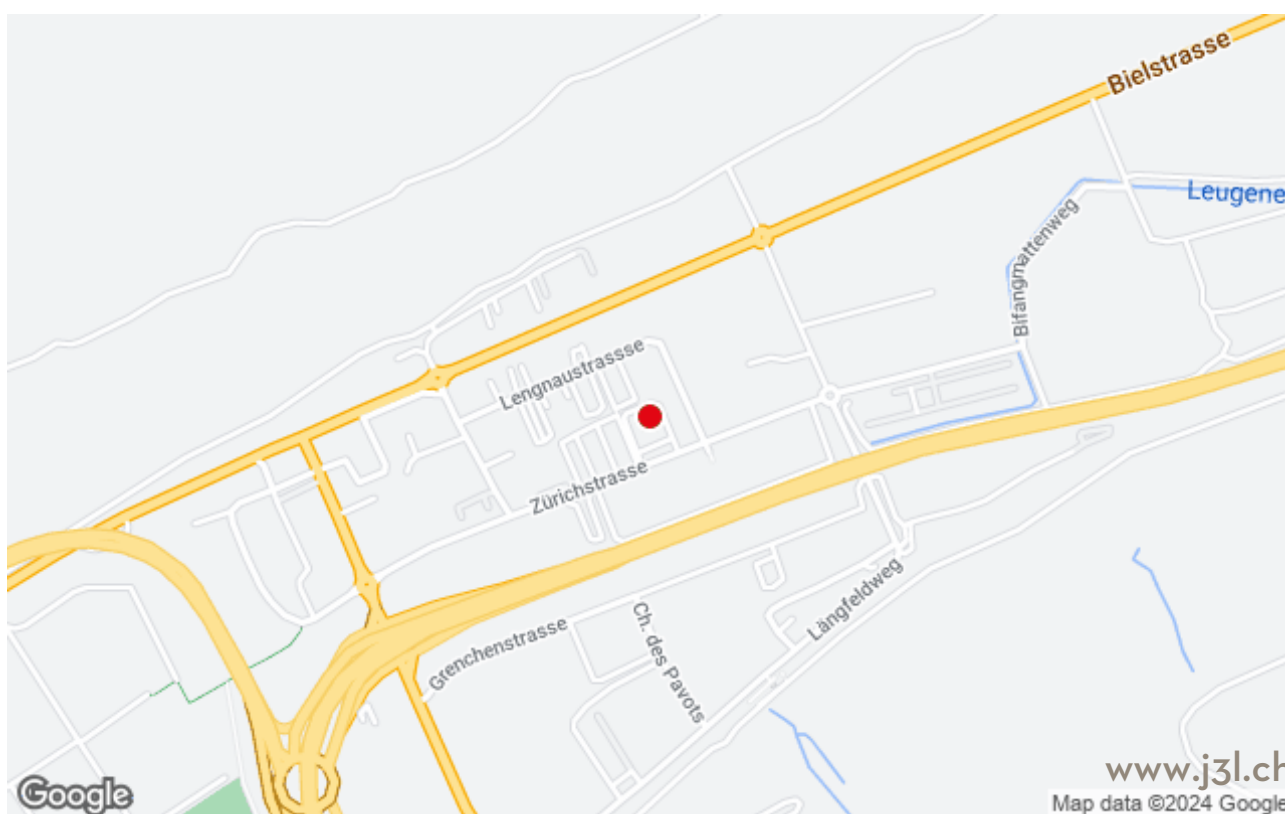 Bielstrasse
Leugene
Bifangmattenweg
Lengnaustrassse
Zürichstrasse
Längfeldweg
Ch. des Pavots
Grenchenstrasse
www.j3l.ch
Google
Map data ©2024 Google